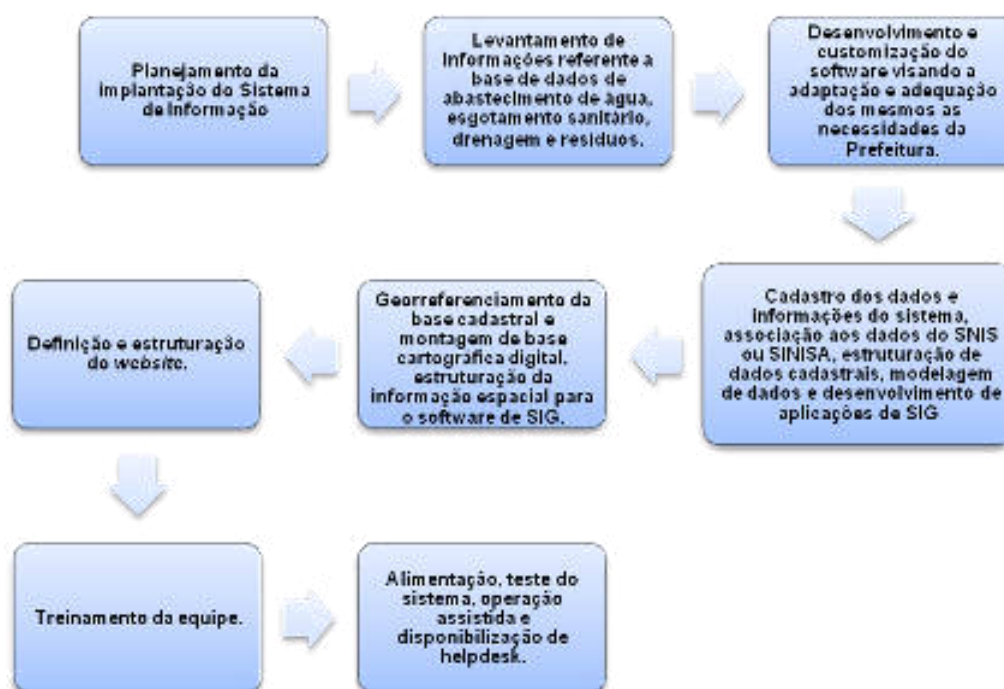 Planejamento da
implantação do Sistema
de Informação
Levantamento de
informações referente a
base de dados de
abastecimento de água,
esgotamento sanitário,
drenagem e resíduos.
Desenvolvimento e
customização do
software visando a
adaptação e adequação
dos mesmos as
necessidades da
Prefeitura.
Cadastro dos dados e
informações do sistema,
associação aos dados do SNIS
ou SINISA, estruturação de
dados cadastrais, modelagem
de dados e desenvolvimento de
aplicações de SIG
Georreferenciamento da
base cadastral e
montagem de base
cartográfica digital,
estruturação da
informação espacial para
o software de SIG.
Definição e estruturação
do website.
Treinamento da equipe.
Alimentação, teste do
sistema, operação
assistida e
disponibilização de
helpdesk.